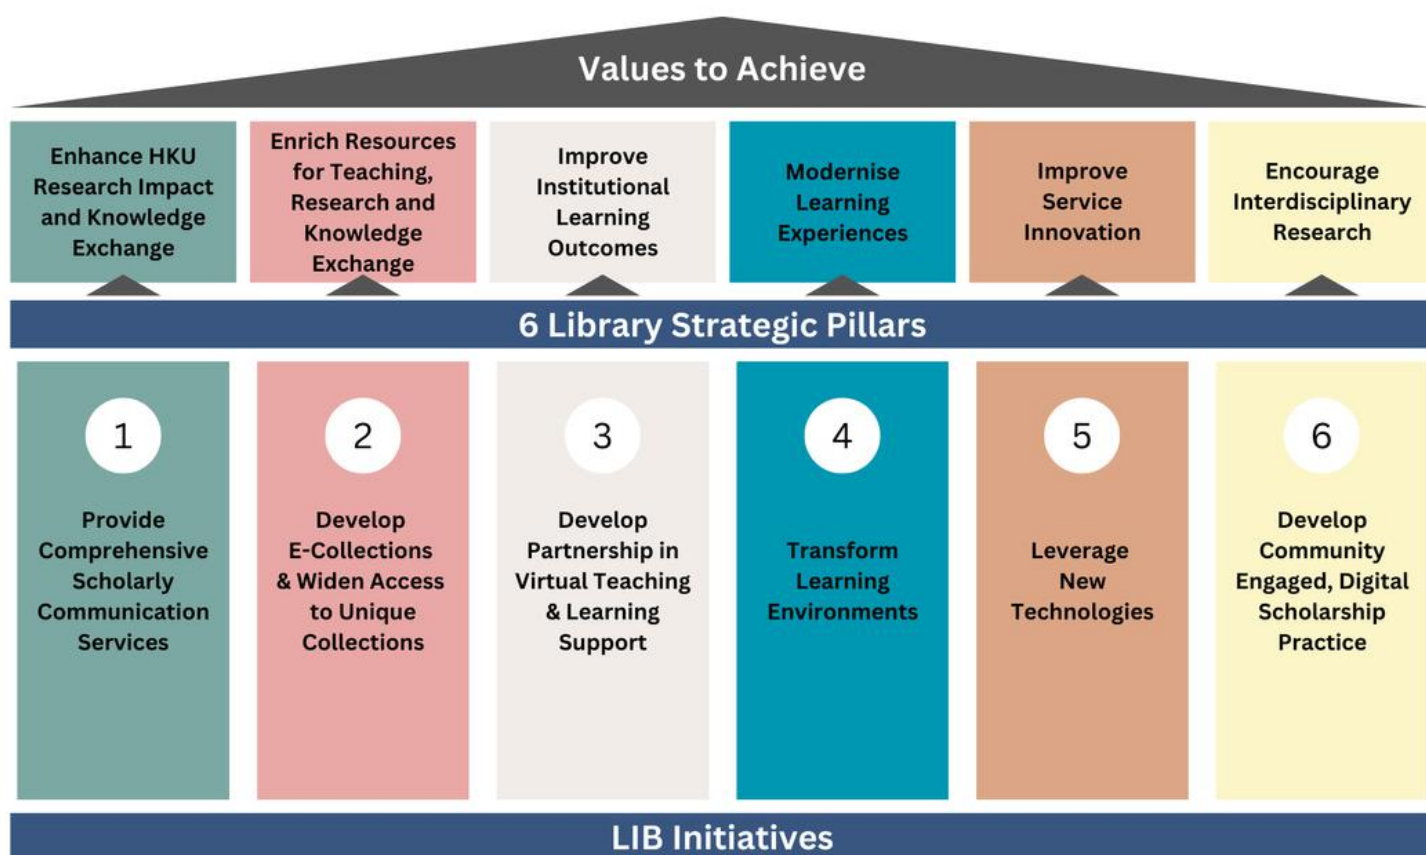 Values to Achieve
Enhance HKU
Research Impact
and Knowledge
Exchange
Enrich Resources
for Teaching,
Research and
Knowledge
Exchange
Improve
Institutional
Learning
Outcomes
Modernise
Learning
Experiences
Improve
Service
Innovation
Encourage
Interdisciplinary
Research
6 Library Strategic Pillars
1
Provide
Comprehensive
Scholarly
Communication
Services
2
Develop
E-Collections
& Widen Access
to Unique
Collections
3
Develop
Partnership in
Virtual Teaching
& Learning
Support
4
Transform
Learning
Environments
5
Leverage
New
Technologies
6
Develop
Community
Engaged, Digital
Scholarship
Practice
LIB Initiatives